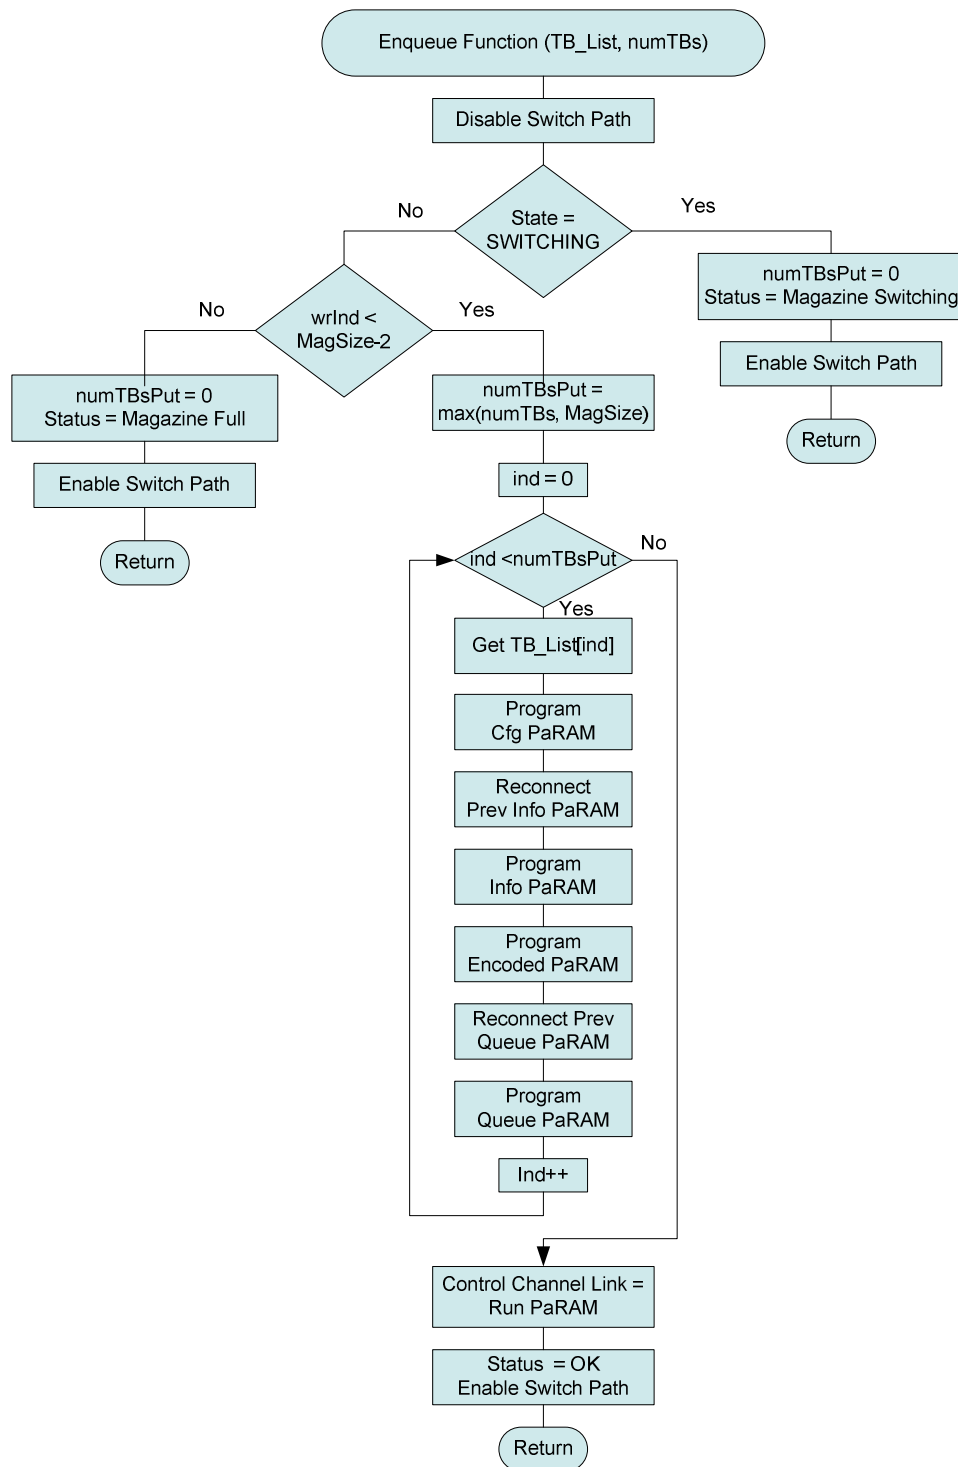 Enqueue Function (TB_List, numTBs)
Disable Switch Path
State =
SWITCHING
No
Yes
numTBsPut = 0
Status = Magazine Switching
Enable Switch Path
Return
wrInd <
MagSize-2
No
Yes
numTBsPut = 0
Status = Magazine Full
Enable Switch Path
Return
numTBsPut =
max(numTBs, MagSize)
ind = 0
ind <numTBsPut
No
Yes
Get TB_List[ind]
Program
Cfg PaRAM
Reconnect
Prev Info PaRAM
Program
Info PaRAM
Program
Encoded PaRAM
Reconnect Prev
Queue PaRAM
Program
Queue PaRAM
Ind++
Control Channel Link =
Run PaRAM
Status = OK
Enable Switch Path
Return